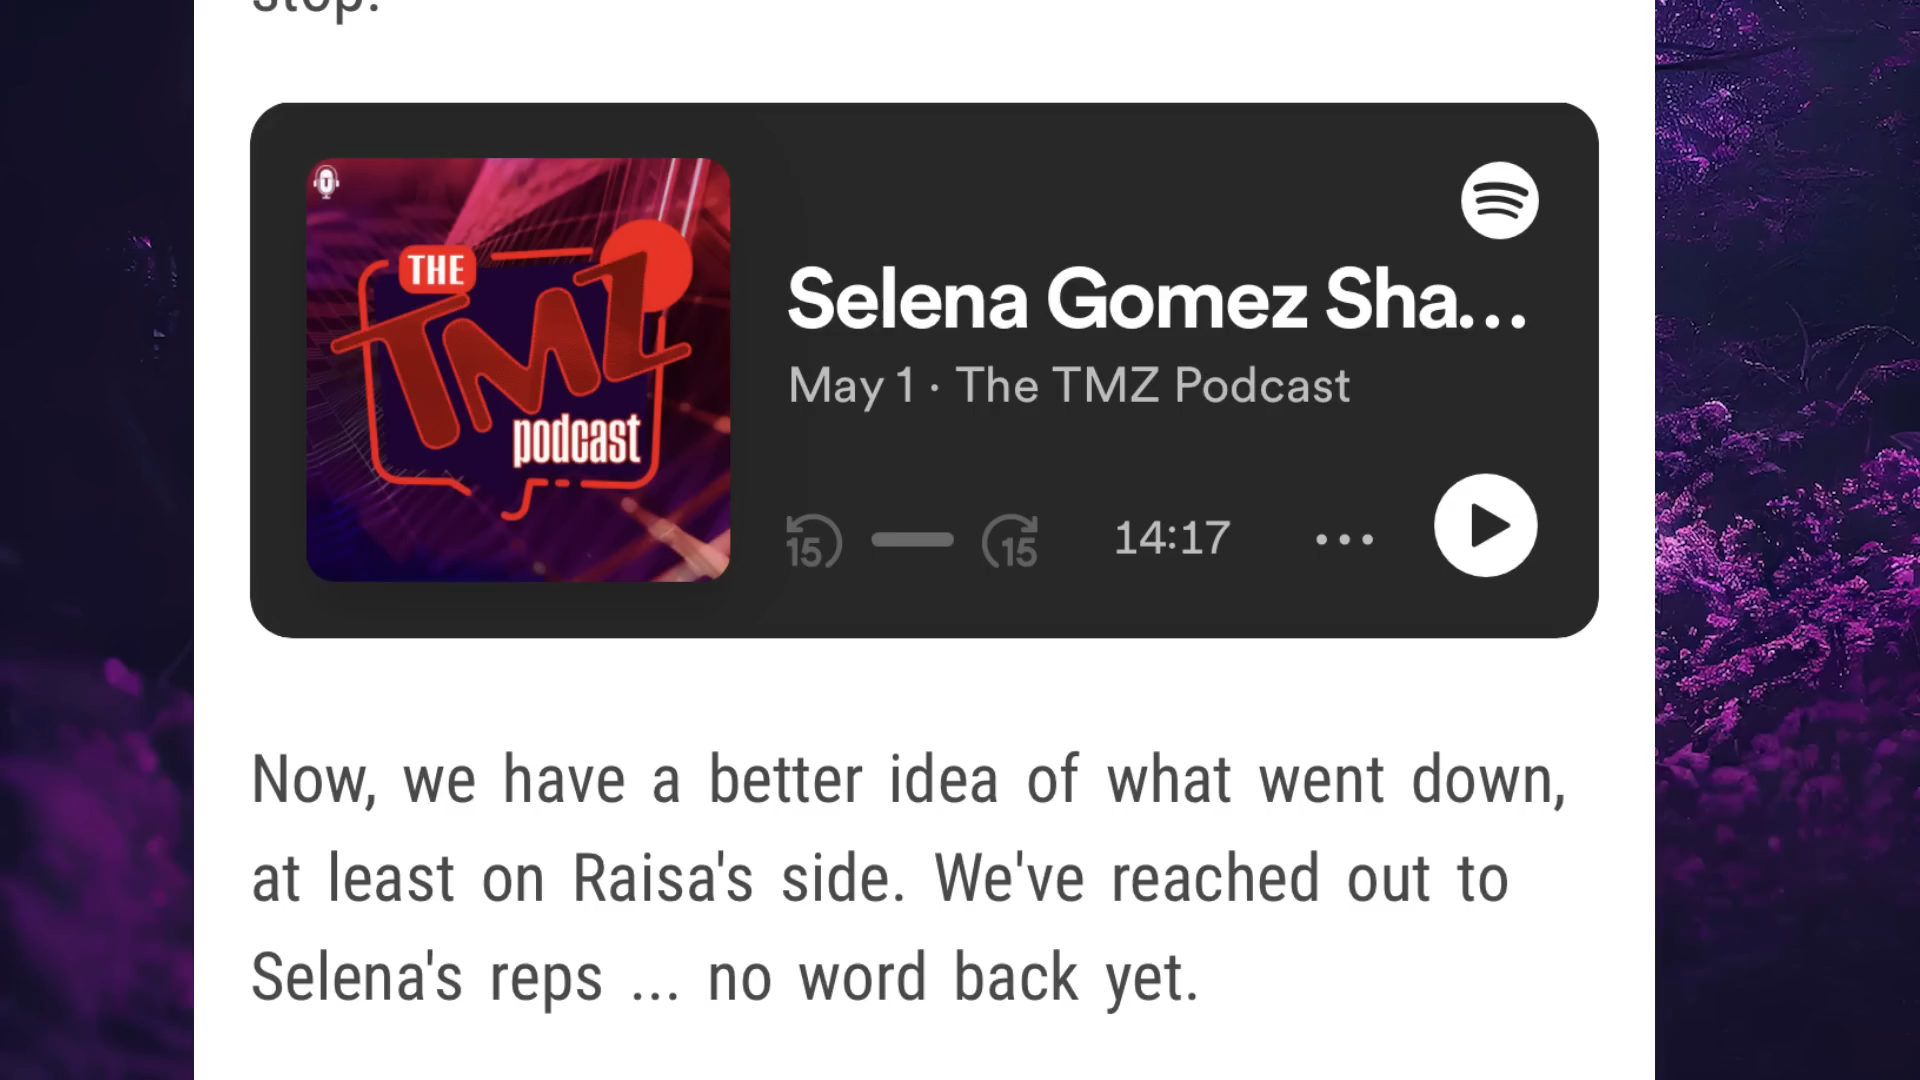 stop.
THE
TMZ
podcast
Selena Gomez Sha...
May 1 · The TMZ Podcast
15
15
14:17
Now, we have a better idea of what went down,
at least on Raisa's side. We've reached out to
Selena's reps ... no word back yet.